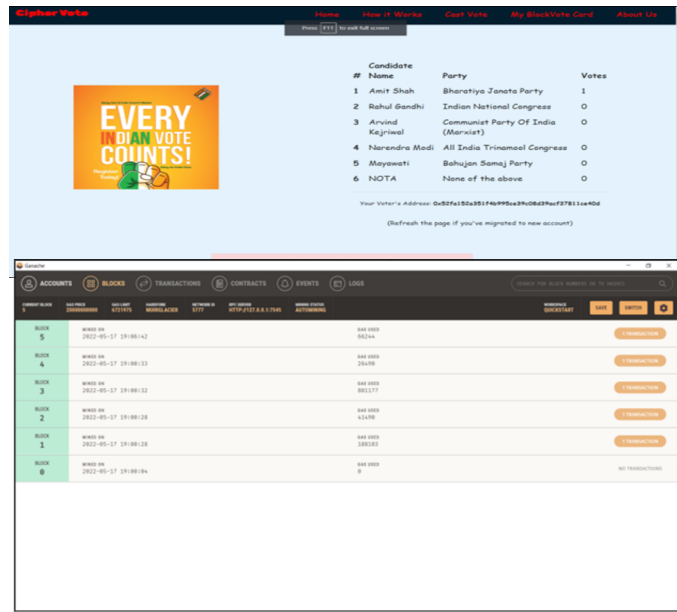 Cipher Vote
Home How it Works Cast Vote My BlockVote Card About Us
Press F11 to exit full screen
EVERY
INDIAN VOTE
COUNTS!
Register
Today!
# Candidate Name Party Votes
1 Amit Shah Bharatiya Janata Party 1
2 Rahul Gandhi Indian National Congress 0
3 Arvind Kejriwal Communist Party Of India (Marxist) 0
4 Narendra Modi All India Trinamool Congress 0
5 Mayawati Bahujan Samaj Party 0
6 NOTA None of the above 0
Your Voter's Address: 0x52fa152a351f4b995ce39c08d39acf37811ce40d
(Refresh the page if you've migrated to new account)
Ganache
ACCOUNTS BLOCKS TRANSACTIONS CONTRACTS EVENTS LOGS
SEARCH FOR BLOCK NUMBERS OR TX HASHES
CURRENT BLOCK GAS PRICE GAS LIMIT HARDFORK NETWORK ID RPC SERVER MINING STATUS WORKSPACE
5 20000000000 6721975 MUIRGLACIER 5777 HTTP://127.0.0.1:7545 AUTOMINING QUICKSTART SAVE SWITCH
BLOCK MINED ON GAS USED
5 2022-05-17 19:00:42 66244 1 TRANSACTION
BLOCK MINED ON GAS USED
4 2022-05-17 19:00:33 28490 1 TRANSACTION
BLOCK MINED ON GAS USED
3 2022-05-17 19:00:32 801177 1 TRANSACTION
BLOCK MINED ON GAS USED
2 2022-05-17 19:00:28 43490 1 TRANSACTION
BLOCK MINED ON GAS USED
1 2022-05-17 19:00:28 388103 1 TRANSACTION
BLOCK MINED ON GAS USED
0 2022-05-17 19:00:04 0 NO TRANSACTIONS